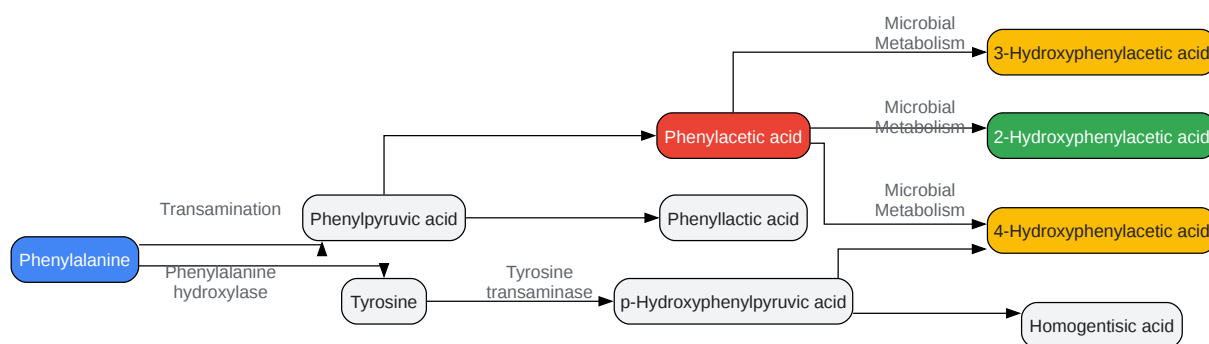 Microbial
Metabolism
3-Hydroxyphenylacetic acid
Phenylacetic acid
Microbial
Metabolism
2-Hydroxyphenylacetic acid
Transamination
Phenylpyruvic acid
Phenyllactic acid
Microbial
Metabolism
4-Hydroxyphenylacetic acid
Phenylalanine
Phenylalanine
hydroxylase
Tyrosine
Tyrosine
transaminase
p-Hydroxyphenylpyruvic acid
Homogentisic acid